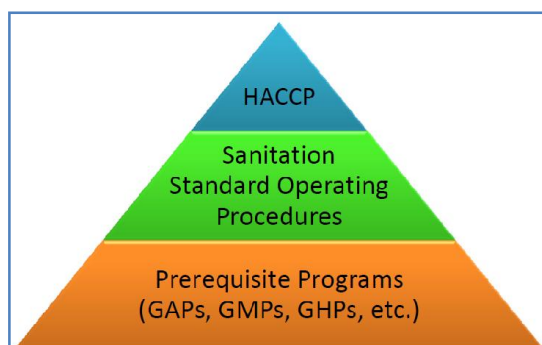 HACCP
Sanitation
Standard Operating
Procedures
Prerequisite Programs
(GAPs, GMPs, GHPs, etc.)